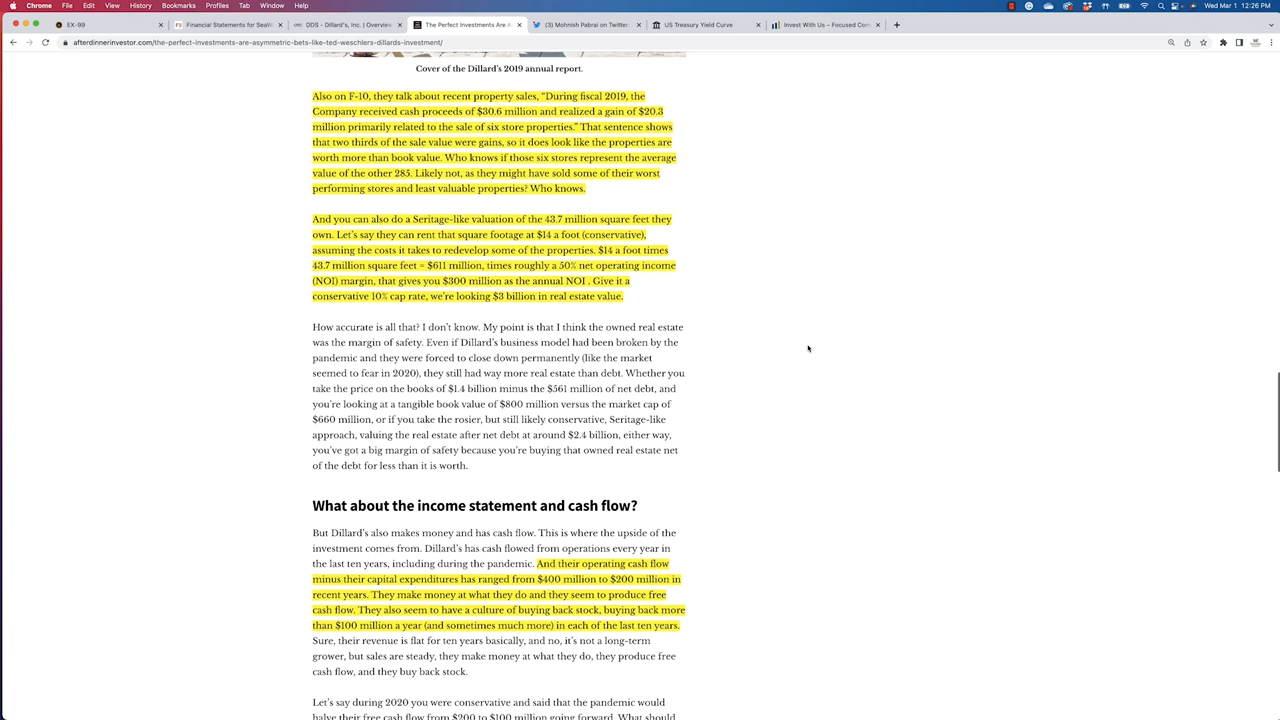 Chrome File Edit View History Bookmarks Profiles Tab Window Help Wed Mar 1 12:26 PM
EX-99 Financial Statements for SeaW DDS - Dillard's, Inc. | Overview The Perfect Investments Are A (3) Mohnish Pabrai on Twitter: US Treasury Yield Curve Invest With Us – Focused Com
afterdinnerinvestor.com/the-perfect-investments-are-asymmetric-bets-like-ted-weschlers-dillards-investment/
Cover of the Dillard's 2019 annual report.
Also on F-10, they talk about recent property sales, “During fiscal 2019, the
Company received cash proceeds of $30.6 million and realized a gain of $20.3
million primarily related to the sale of six store properties.” That sentence shows
that two thirds of the sale value were gains, so it does look like the properties are
worth more than book value. Who knows if those six stores represent the average
value of the other 285. Likely not, as they might have sold some of their worst
performing stores and least valuable properties? Who knows.
And you can also do a Seritage-like valuation of the 43.7 million square feet they
own. Let’s say they can rent that square footage at $14 a foot (conservative),
assuming the costs it takes to redevelop some of the properties. $14 a foot times
43.7 million square feet = $611 million, times roughly a 50% net operating income
(NOI) margin, that gives you $300 million as the annual NOI . Give it a
conservative 10% cap rate, we’re looking $3 billion in real estate value.
How accurate is all that? I don’t know. My point is that I think the owned real estate
was the margin of safety. Even if Dillard’s business model had been broken by the
pandemic and they were forced to close down permanently (like the market
seemed to fear in 2020), they still had way more real estate than debt. Whether you
take the price on the books of $1.4 billion minus the $561 million of net debt, and
you’re looking at a tangible book value of $800 million versus the market cap of
$660 million, or if you take the rosier, but still likely conservative, Seritage-like
approach, valuing the real estate after net debt at around $2.4 billion, either way,
you’ve got a big margin of safety because you’re buying that owned real estate net
of the debt for less than it is worth.
What about the income statement and cash flow?
But Dillard’s also makes money and has cash flow. This is where the upside of the
investment comes from. Dillard’s has cash flowed from operations every year in
the last ten years, including during the pandemic. And their operating cash flow
minus their capital expenditures has ranged from $400 million to $200 million in
recent years. They make money at what they do and they seem to produce free
cash flow. They also seem to have a culture of buying back stock, buying back more
than $100 million a year (and sometimes much more) in each of the last ten years.
Sure, their revenue is flat for ten years basically, and no, it’s not a long-term
grower, but sales are steady, they make money at what they do, they produce free
cash flow, and they buy back stock.
Let’s say during 2020 you were conservative and said that the pandemic would
halve their free cash flow from $200 to $100 million going forward. What should